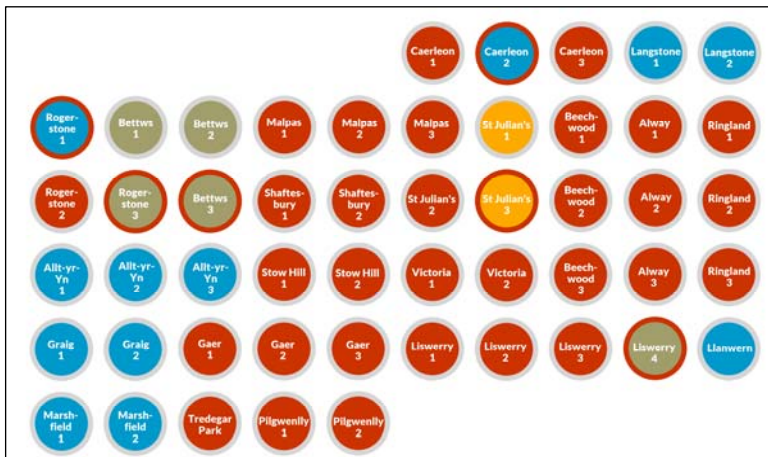 Caerleon
1
Caerleon
2
Caerleon
3
Langstone
1
Langstone
2
Roger-
stone
1
Bettws
1
Bettws
2
Malpas
1
Malpas
2
Malpas
3
St Julian's
1
Beech-
wood
1
Alway
1
Ringland
1
Roger-
stone
2
Roger-
stone
3
Bettws
3
Shaftes-
bury
1
Shaftes-
bury
2
St Julian's
2
St Julian's
3
Beech-
wood
2
Alway
2
Ringland
2
Allt-yr-
Yn
1
Allt-yr-
Yn
2
Allt-yr-
Yn
3
Stow Hill
1
Stow Hill
2
Victoria
1
Victoria
2
Beech-
wood
3
Alway
3
Ringland
3
Graig
1
Graig
2
Gaer
1
Gaer
2
Gaer
3
Liswerry
1
Liswerry
2
Liswerry
3
Liswerry
4
Llanwern
Marsh-
field
1
Marsh-
field
2
Tredegar
Park
Pilgwenlly
1
Pilgwenlly
2